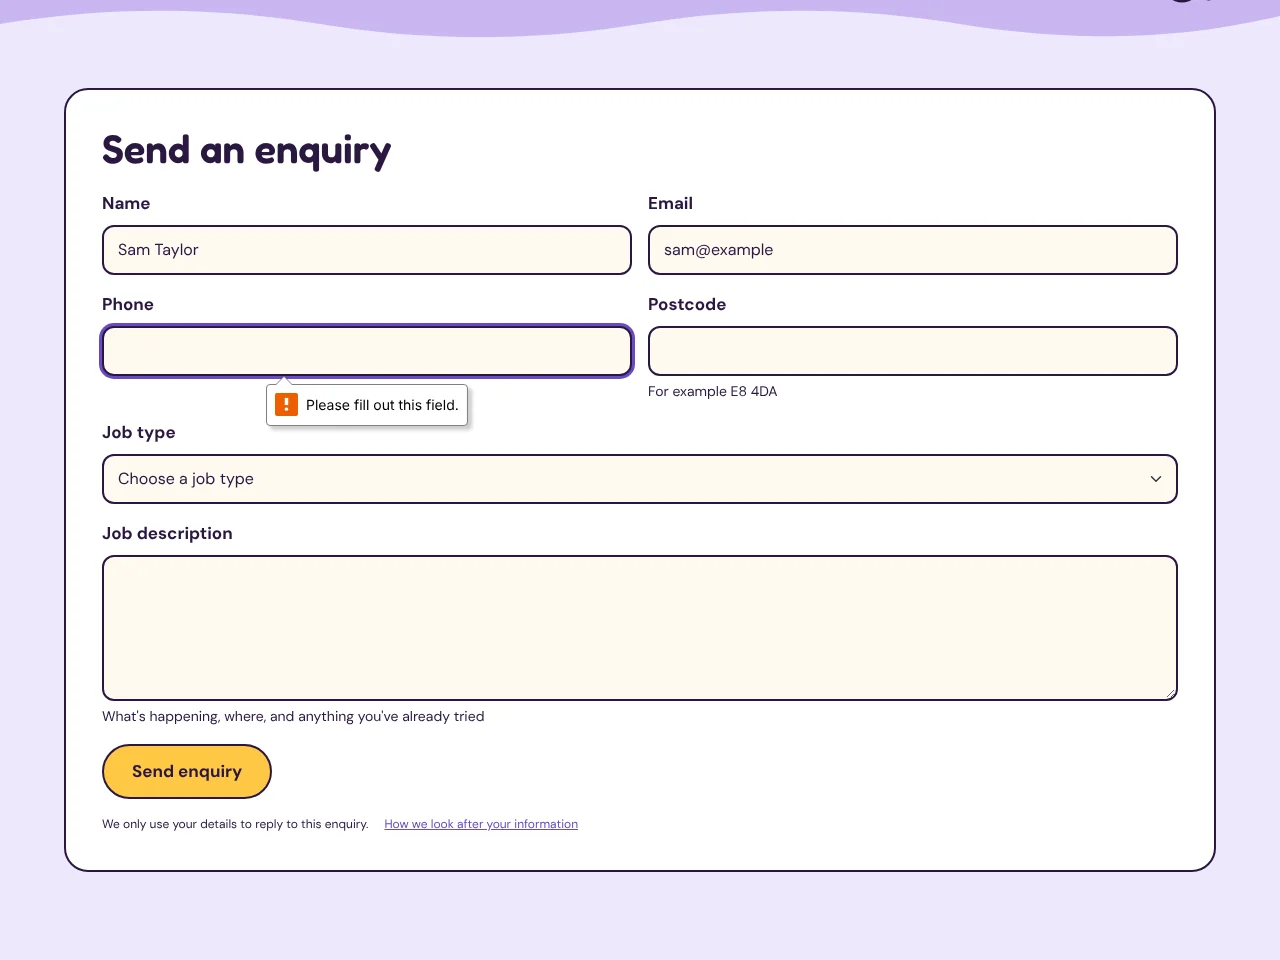 Send an enquiry
Name
Email
Sam Taylor
sam@example
Phone
Postcode
For example E8 4DA
Please fill out this field.
Job type
Choose a job type
Job description
What's happening, where, and anything you've already tried
Send enquiry
We only use your details to reply to this enquiry. How we look after your information